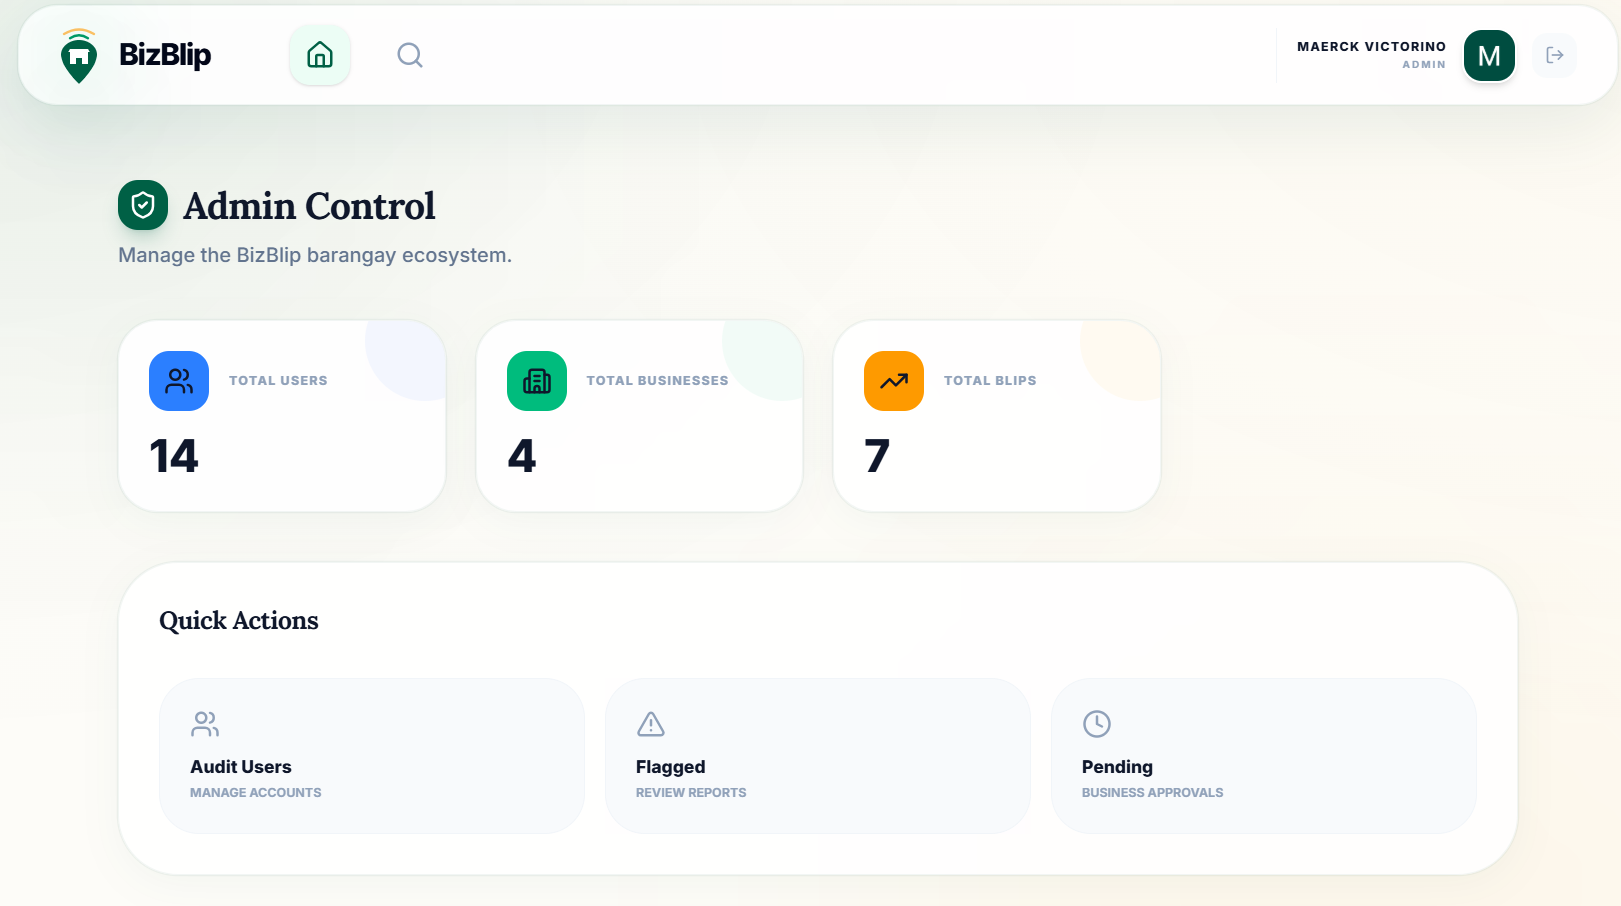 BizBlip
MAERCK VICTORINO
ADMIN
M
Admin Control
Manage the BizBlip barangay ecosystem.
TOTAL USERS
14
TOTAL BUSINESSES
4
TOTAL BLIPS
7
Quick Actions
Audit Users
MANAGE ACCOUNTS
Flagged
REVIEW REPORTS
Pending
BUSINESS APPROVALS